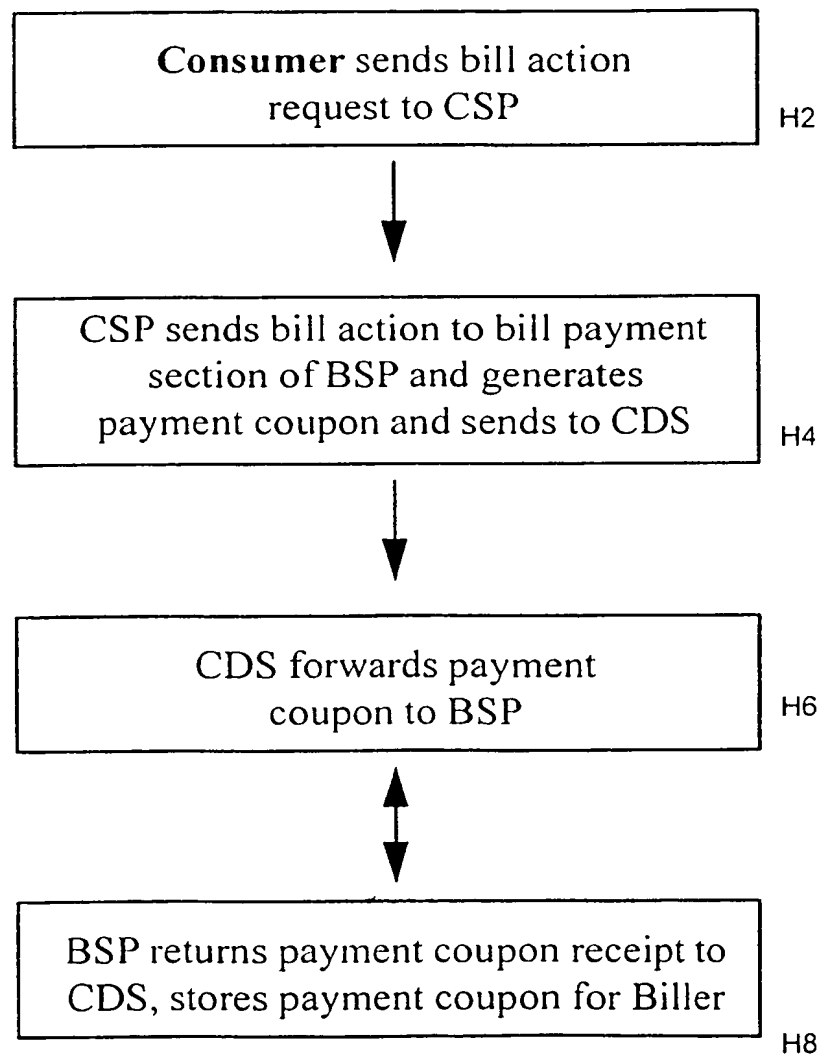 Consumer sends bill action
request to CSP
H2
CSP sends bill action to bill payment
section of BSP and generates
payment coupon and sends to CDS
H4
CDS forwards payment
coupon to BSP
H6
BSP returns payment coupon receipt to
CDS, stores payment coupon for Biller
H8